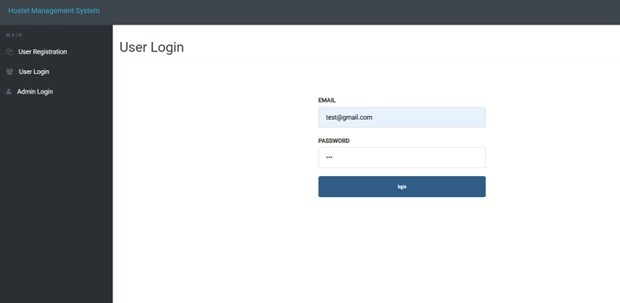 Hostel Management System
MAIN
User Registration
User Login
Admin Login
User Login
EMAIL
test@gmail.com
PASSWORD
•••
login